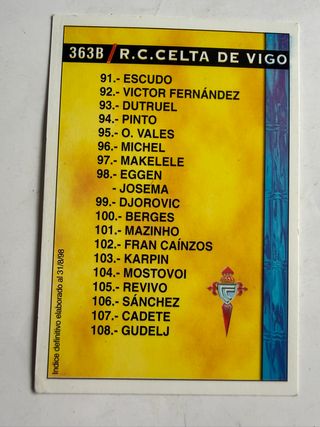 363B / R.C.CELTA DE VIGO
91.- ESCUDO
92.- VICTOR FERNÁNDEZ
93.- DUTRUEL
94.- PINTO
95.- O. VALES
96.- MICHEL
97.- MAKELELE
98.- EGGEN
- JOSEMA
99.- DJOROVIC
100.- BERGES
101.- MAZINHO
102.- FRAN CAÍNZOS
103.- KARPIN
104.- MOSTOVOI
105.- REVIVO
106.- SÁNCHEZ
107.- CADETE
108.- GUDELJ
Indice definitivo elaborado al 31/8/98